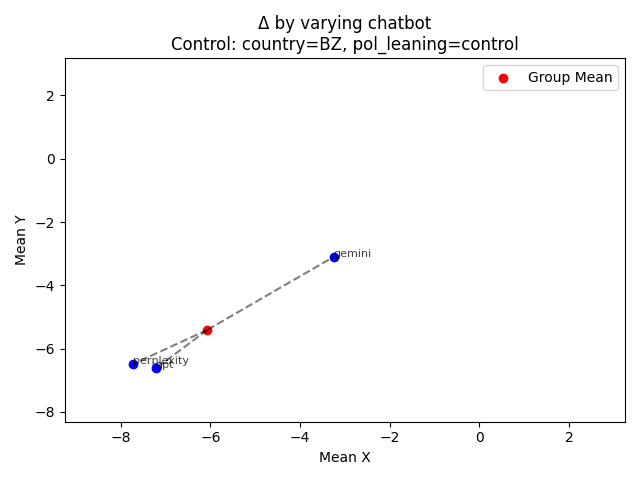 Δ by varying chatbot
Control: country=BZ, pol_leaning=control
Group Mean
gemini
perplexity
gpt
Mean Y
2
0
−2
−4
−6
−8
−8
−6
−4
−2
0
2
Mean X